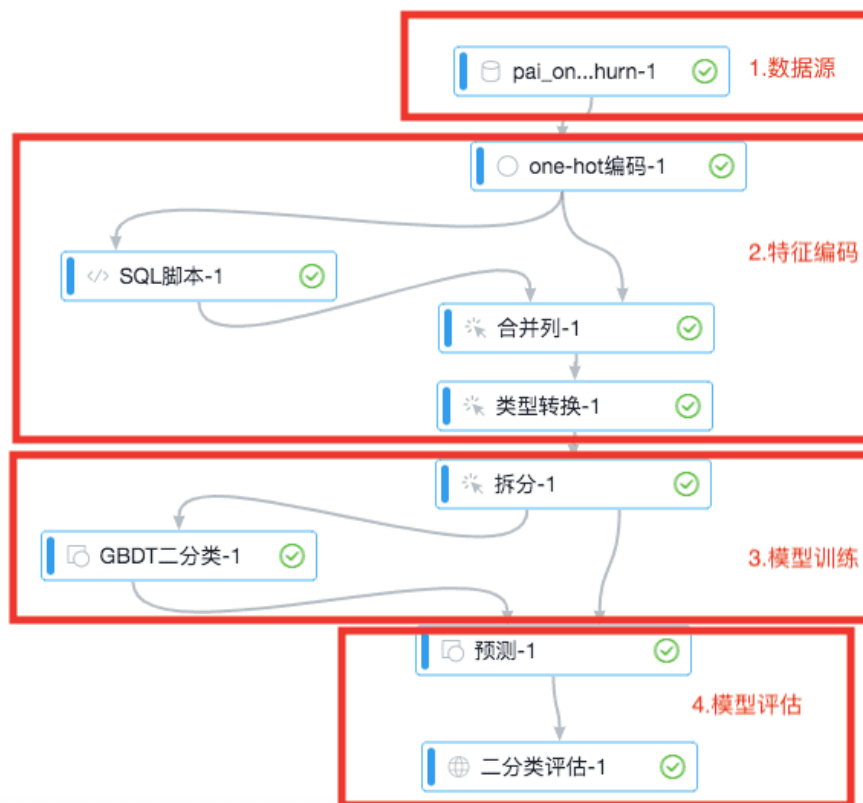 pai_on...hurn-1
1.数据源
one-hot编码-1
2.特征编码
</> SQL脚本-1
合并列-1
类型转换-1
拆分-1
GBDT二分类-1
3.模型训练
预测-1
4.模型评估
二分类评估-1